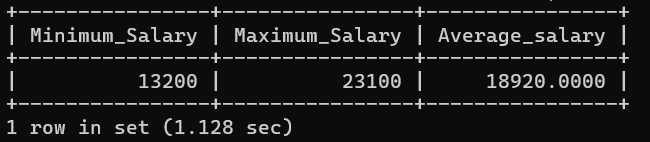 +----------------+----------------+----------------+
| Minimum_Salary | Maximum_Salary | Average_salary |
+----------------+----------------+----------------+
|          13200 |          23100 |     18920.0000 |
+----------------+----------------+----------------+
1 row in set (1.128 sec)